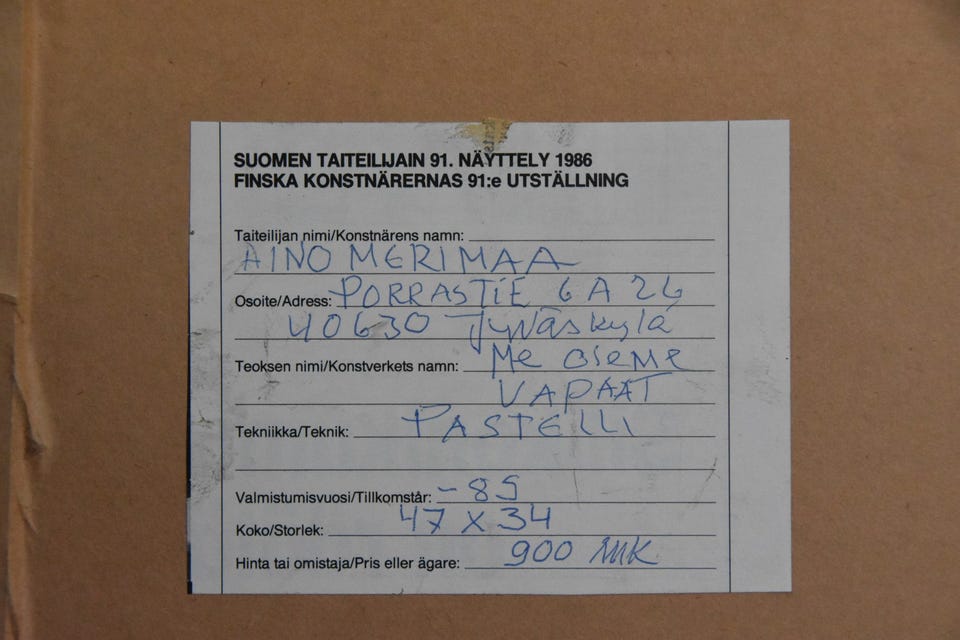 SUOMEN TAITEILIJAIN 91. NÄYTTELY 1986
FINSKA KONSTNÄRERNAS 91:e UTSTÄLLNING
Taiteilijan nimi/Konstnärens namn:
AINO MERIMAA
Osoite/Adress: PORRASTIE 6 A 26
40630 Jyväskylä
Teoksen nimi/Konstverkets namn: Me olemme
VAPAAT
Tekniikka/Teknik: PASTELLI
Valmistumisvuosi/Tillkomstår: -85
Koko/Storlek: 47 x 34
Hinta tai omistaja/Pris eller ägare: 900 mk